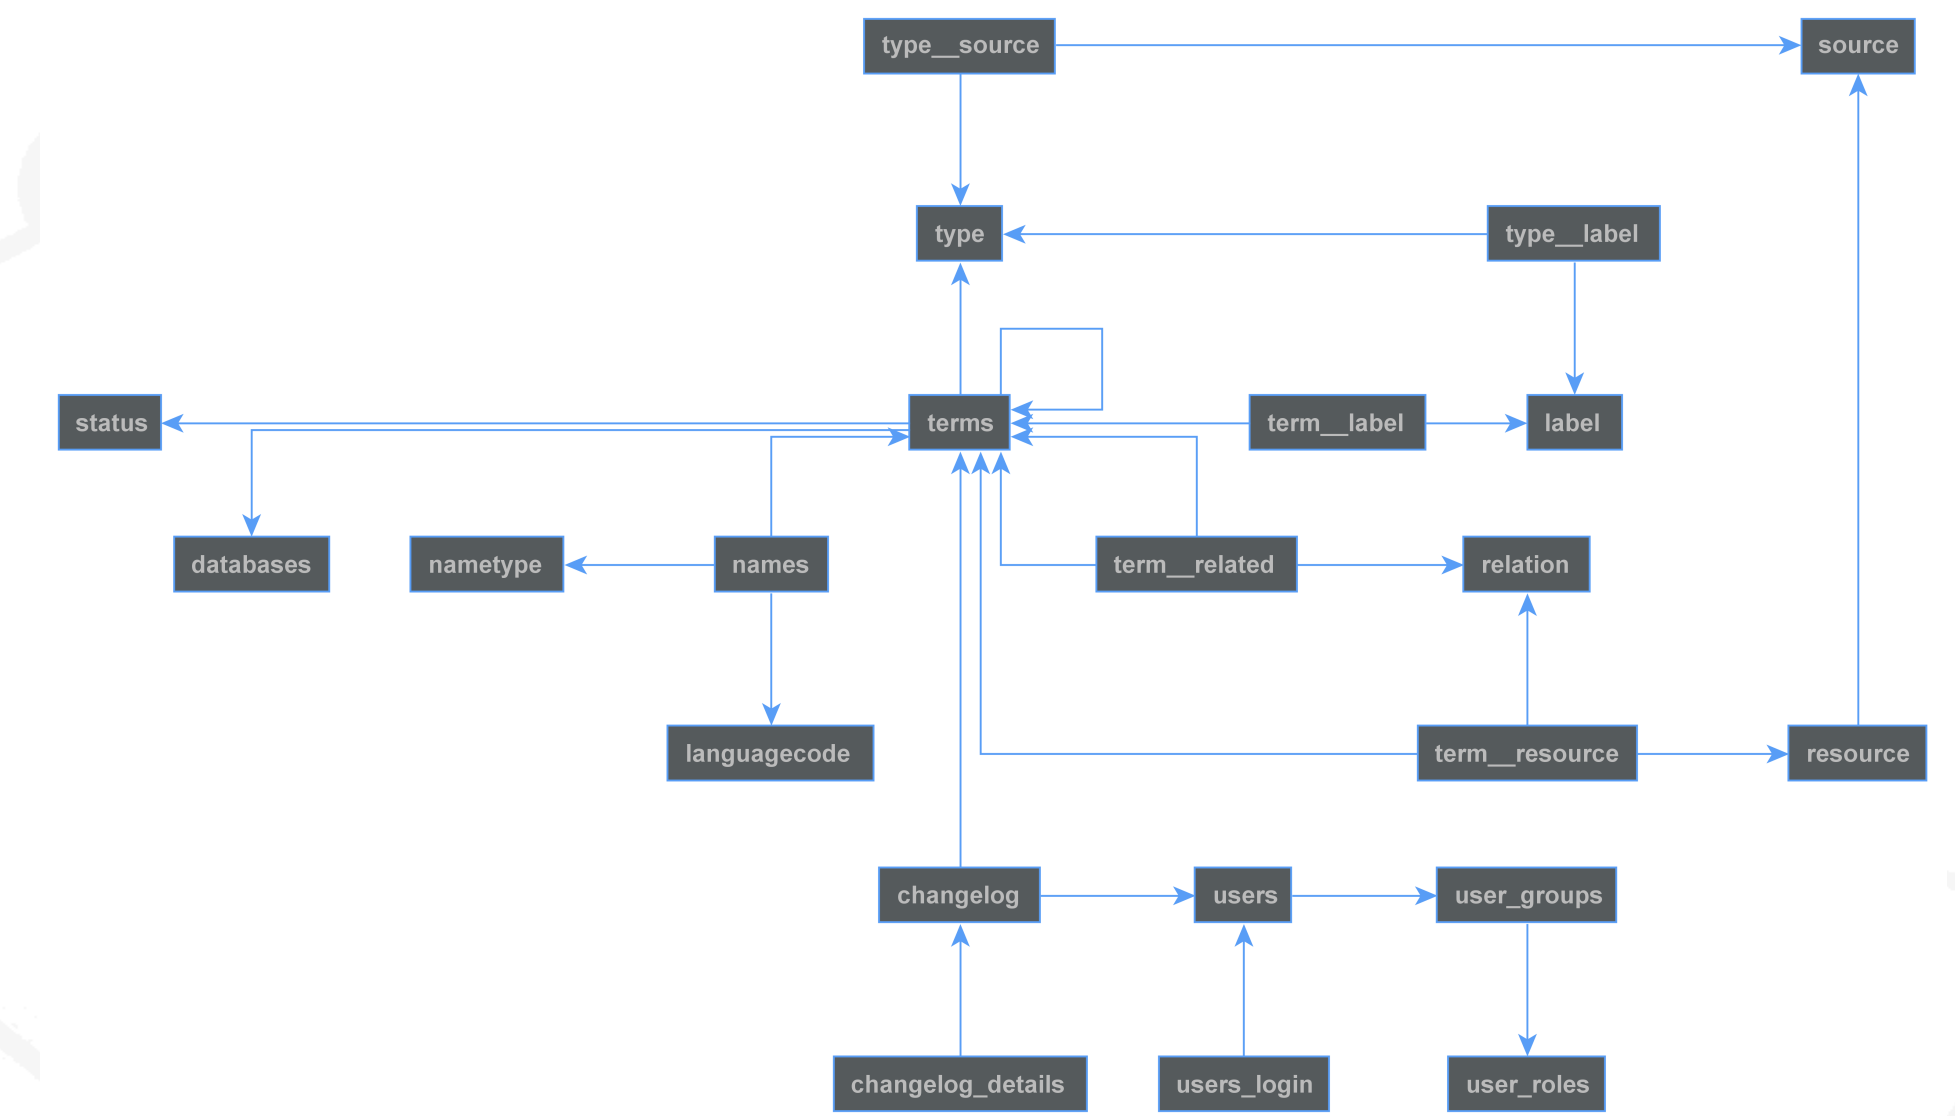 type__source
source
type
type__label
status
terms
term__label
label
databases
nametype
names
term__related
relation
languagecode
term__resource
resource
changelog
users
user_groups
changelog_details
users_login
user_roles